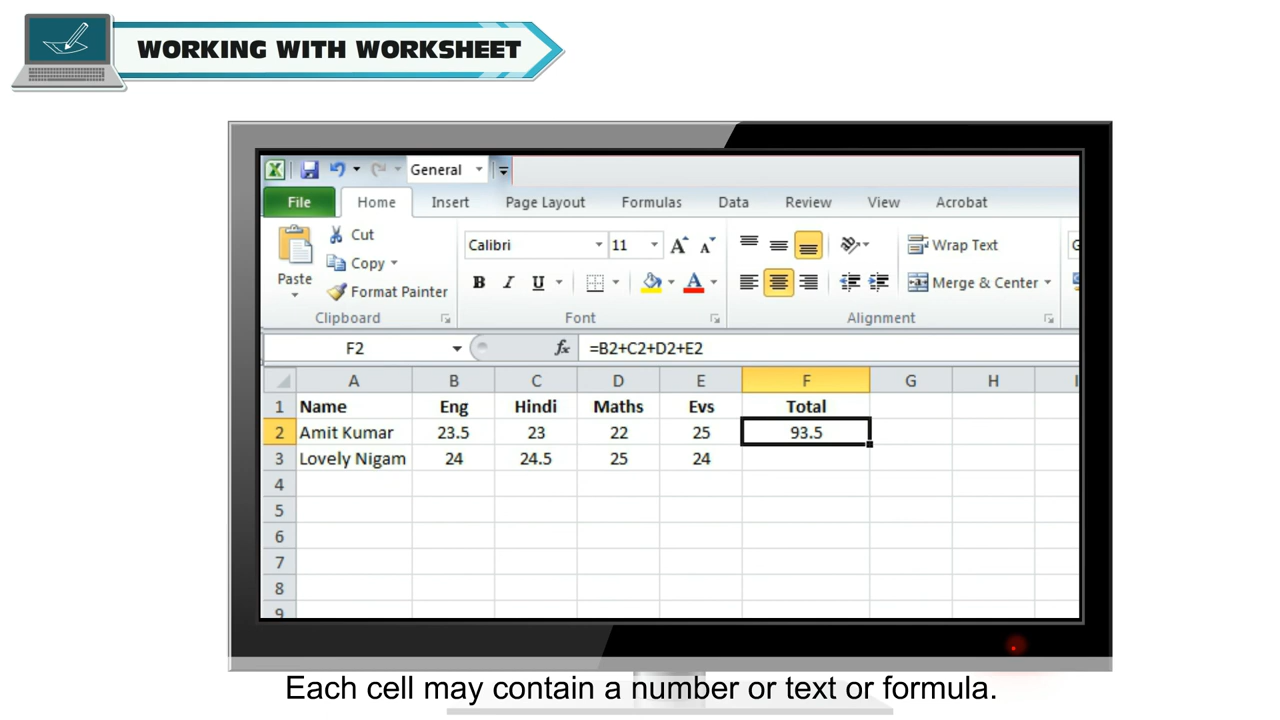 WORKING WITH WORKSHEET
General
File Home Insert Page Layout Formulas Data Review View Acrobat
Cut
Calibri 11 A A Wrap Text
Copy
Paste
Format Painter
B I U A Merge & Center
Clipboard Font Alignment
F2 fx =B2+C2+D2+E2
A B C D E F G H I
1 Name Eng Hindi Maths Evs Total
2 Amit Kumar 23.5 23 22 25 93.5
3 Lovely Nigam 24 24.5 25 24
4
5
6
7
8
9
Each cell may contain a number or text or formula.